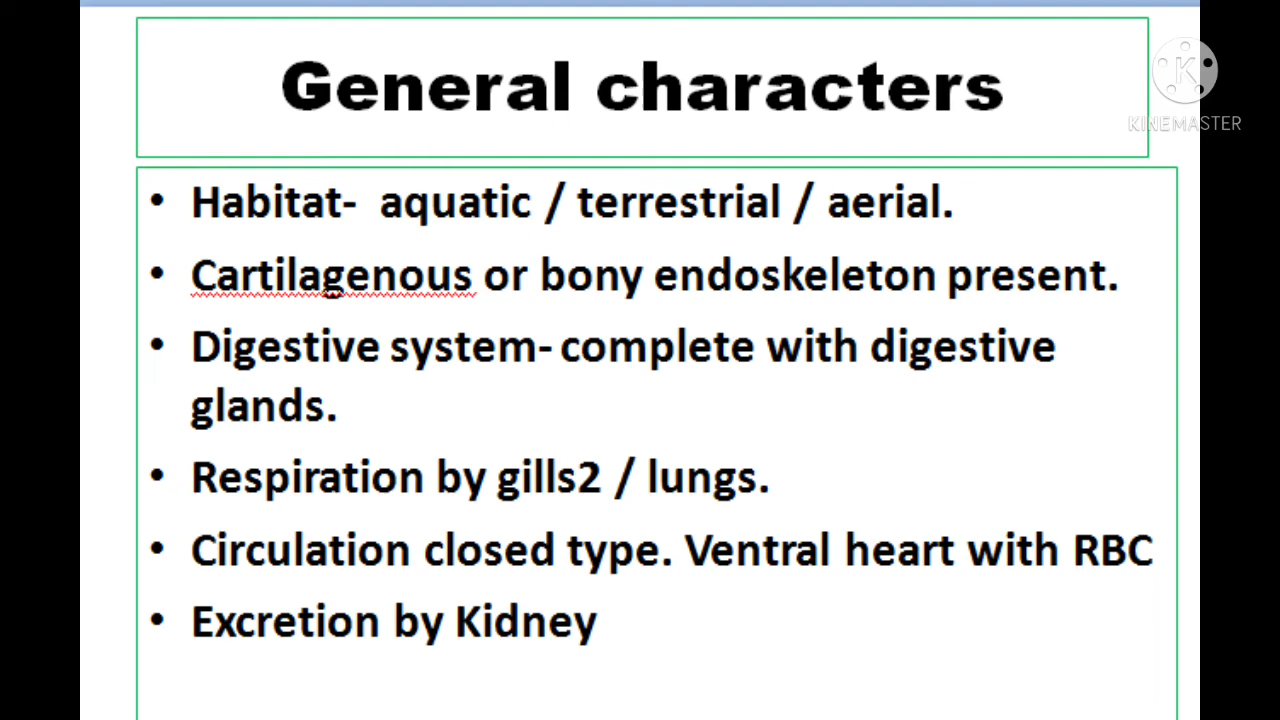 General characters
K
KINEMASTER
• Habitat- aquatic / terrestrial / aerial.
• Cartilagenous or bony endoskeleton present.
• Digestive system- complete with digestive
glands.
• Respiration by gills2 / lungs.
• Circulation closed type. Ventral heart with RBC
• Excretion by Kidney